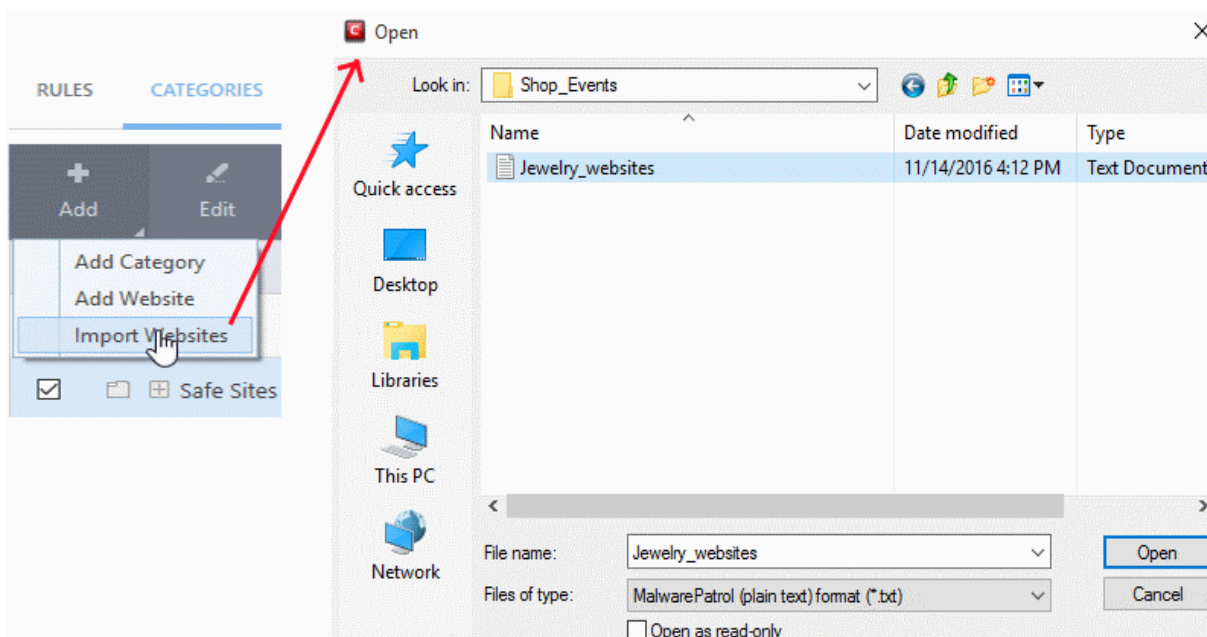 Open
RULES CATEGORIES
Look in: Shop_Events
Name Date modified Type
Jewelry_websites 11/14/2016 4:12 PM Text Document
Add Edit
Quick access
Add Category
Add Website
Import Websites
Desktop
Safe Sites
Libraries
This PC
Network
File name: Jewelry_websites Open
Files of type: MalwarePatrol (plain text) format (*.txt) Cancel
Open as read-only